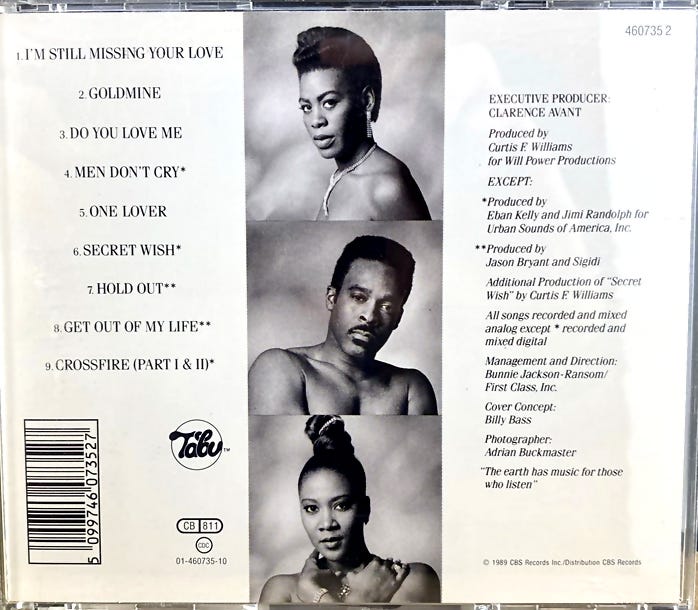 1. I'M STILL MISSING YOUR LOVE
2. GOLDMINE
3. DO YOU LOVE ME
4. MEN DON'T CRY*
5. ONE LOVER
6. SECRET WISH*
7. HOLD OUT**
8. GET OUT OF MY LIFE**
9. CROSSFIRE (PART I & II)*
5 099746 073527
Tabu™
CB 811
CDC
01-460735-10
460735 2
EXECUTIVE PRODUCER:
CLARENCE AVANT
Produced by
Curtis F. Williams
for Will Power Productions
EXCEPT:
*Produced by
Eban Kelly and Jimi Randolph for
Urban Sounds of America, Inc.
**Produced by
Jason Bryant and Sigidi
Additional Production of "Secret
Wish" by Curtis F. Williams
All songs recorded and mixed
analog except * recorded and
mixed digital
Management and Direction:
Bunnie Jackson-Ransom/
First Class, Inc.
Cover Concept:
Billy Bass
Photographer:
Adrian Buckmaster
"The earth has music for those
who listen"
© 1989 CBS Records Inc./Distribution CBS Records